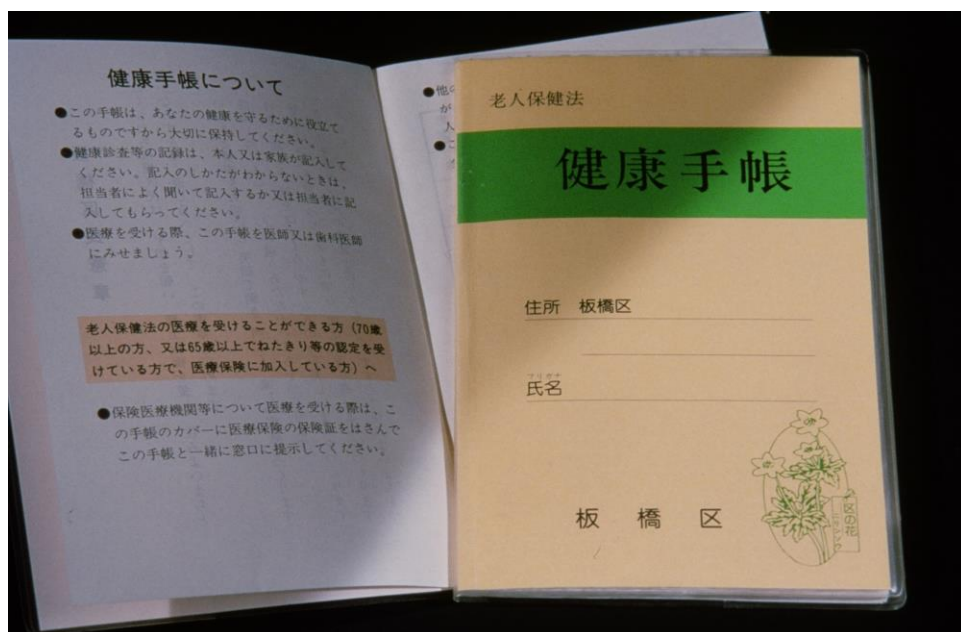 健康手帳について
●この手帳は、あなたの健康を守るために役立て
るものですから大切に保持してください。
●健康診査等の記録は、本人又は家族が記入して
ください。記入のしかたがわからないときは、
担当者によく聞いて記入するか又は担当者に記
入してもらってください。
●医療を受ける際、この手帳を医師又は歯科医師
にみせましょう。
老人保健法の医療を受けることができる方（70歳
以上の方、又は65歳以上でねたきり等の認定を受
けている方で、医療保険に加入している方）へ
●保険医療機関等について医療を受ける際は、こ
の手帳のカバーに医療保険の保険証をはさんで
この手帳と一緒に窓口に提示してください。
●他の
が
人
●こ
老人保健法
健康手帳
住所 板橋区
フリガナ
氏名
板橋区
区の花
ニリンソウ